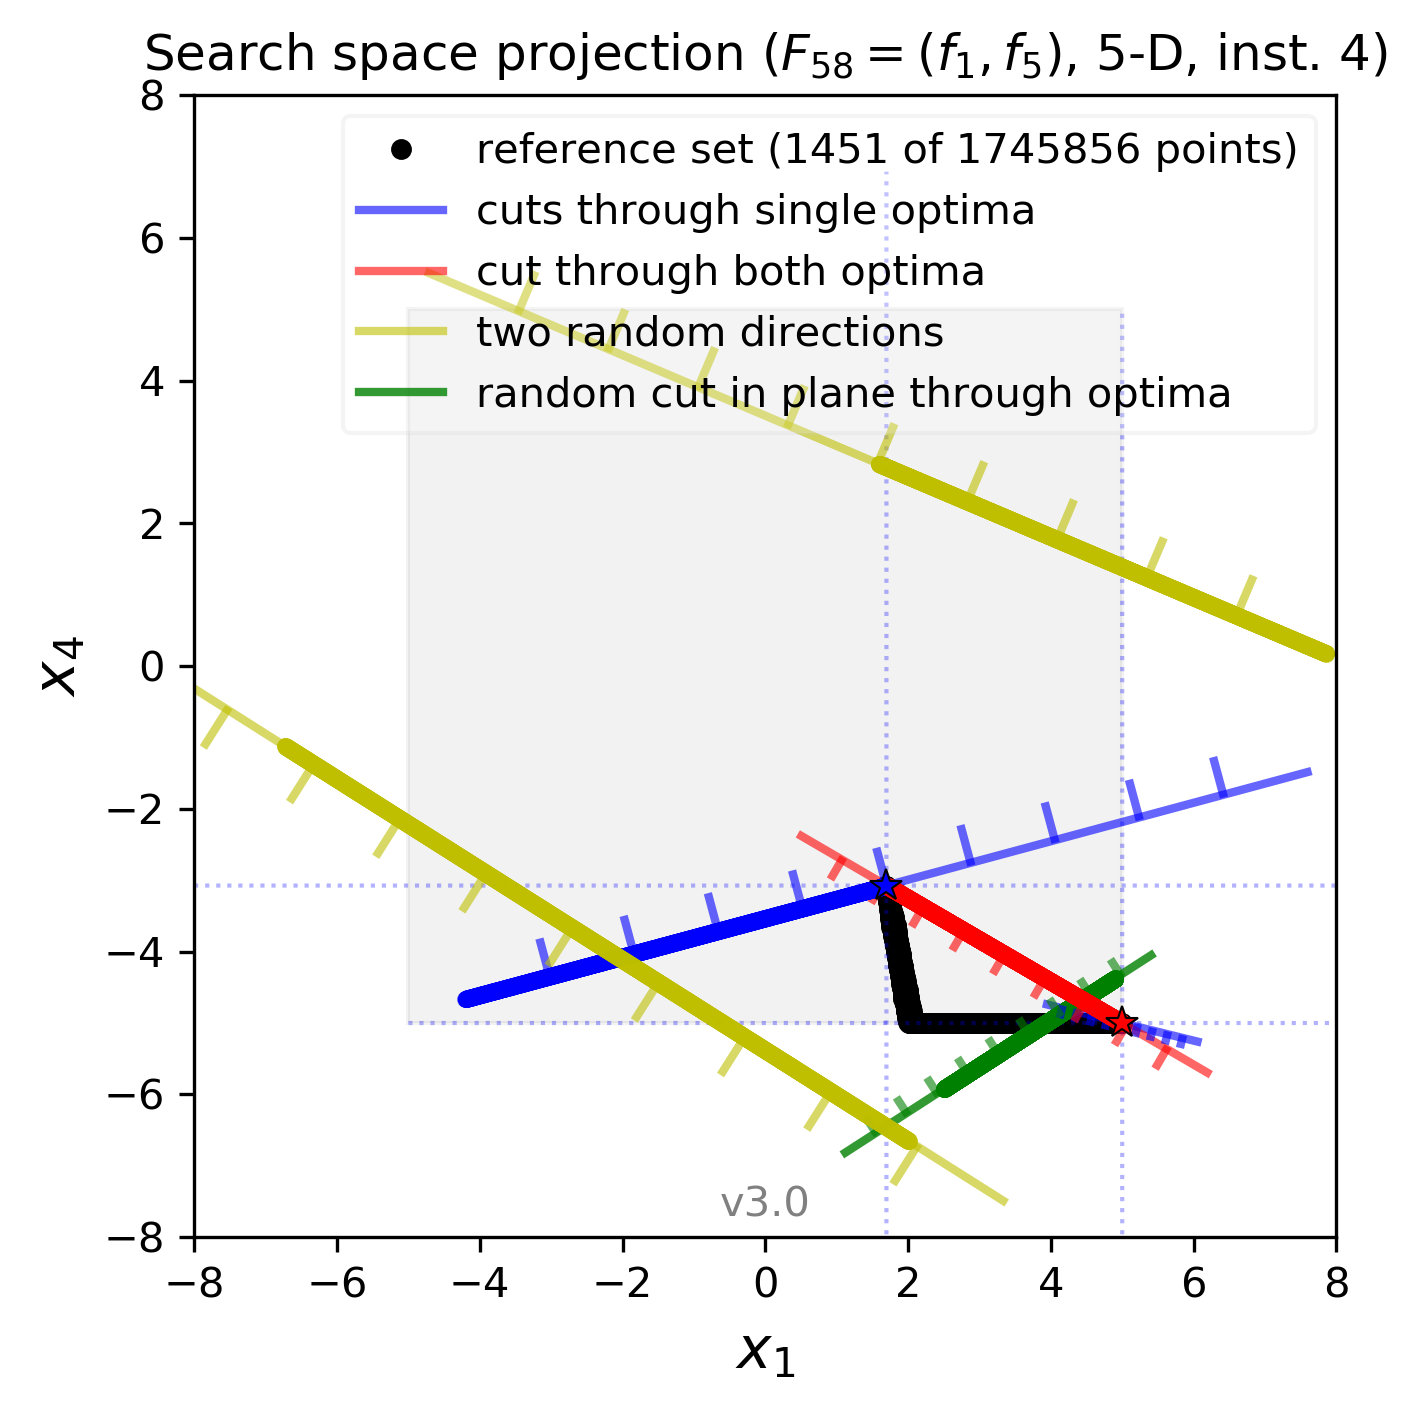 Search space projection (F58 = (f1, f5), 5-D, inst. 4)
8
reference set (1451 of 1745856 points)
cuts through single optima
6
cut through both optima
two random directions
4
random cut in plane through optima
2
x4
0
−2
−4
−6
v3.0
−8
−8 −6 −4 −2 0 2 4 6 8
x1